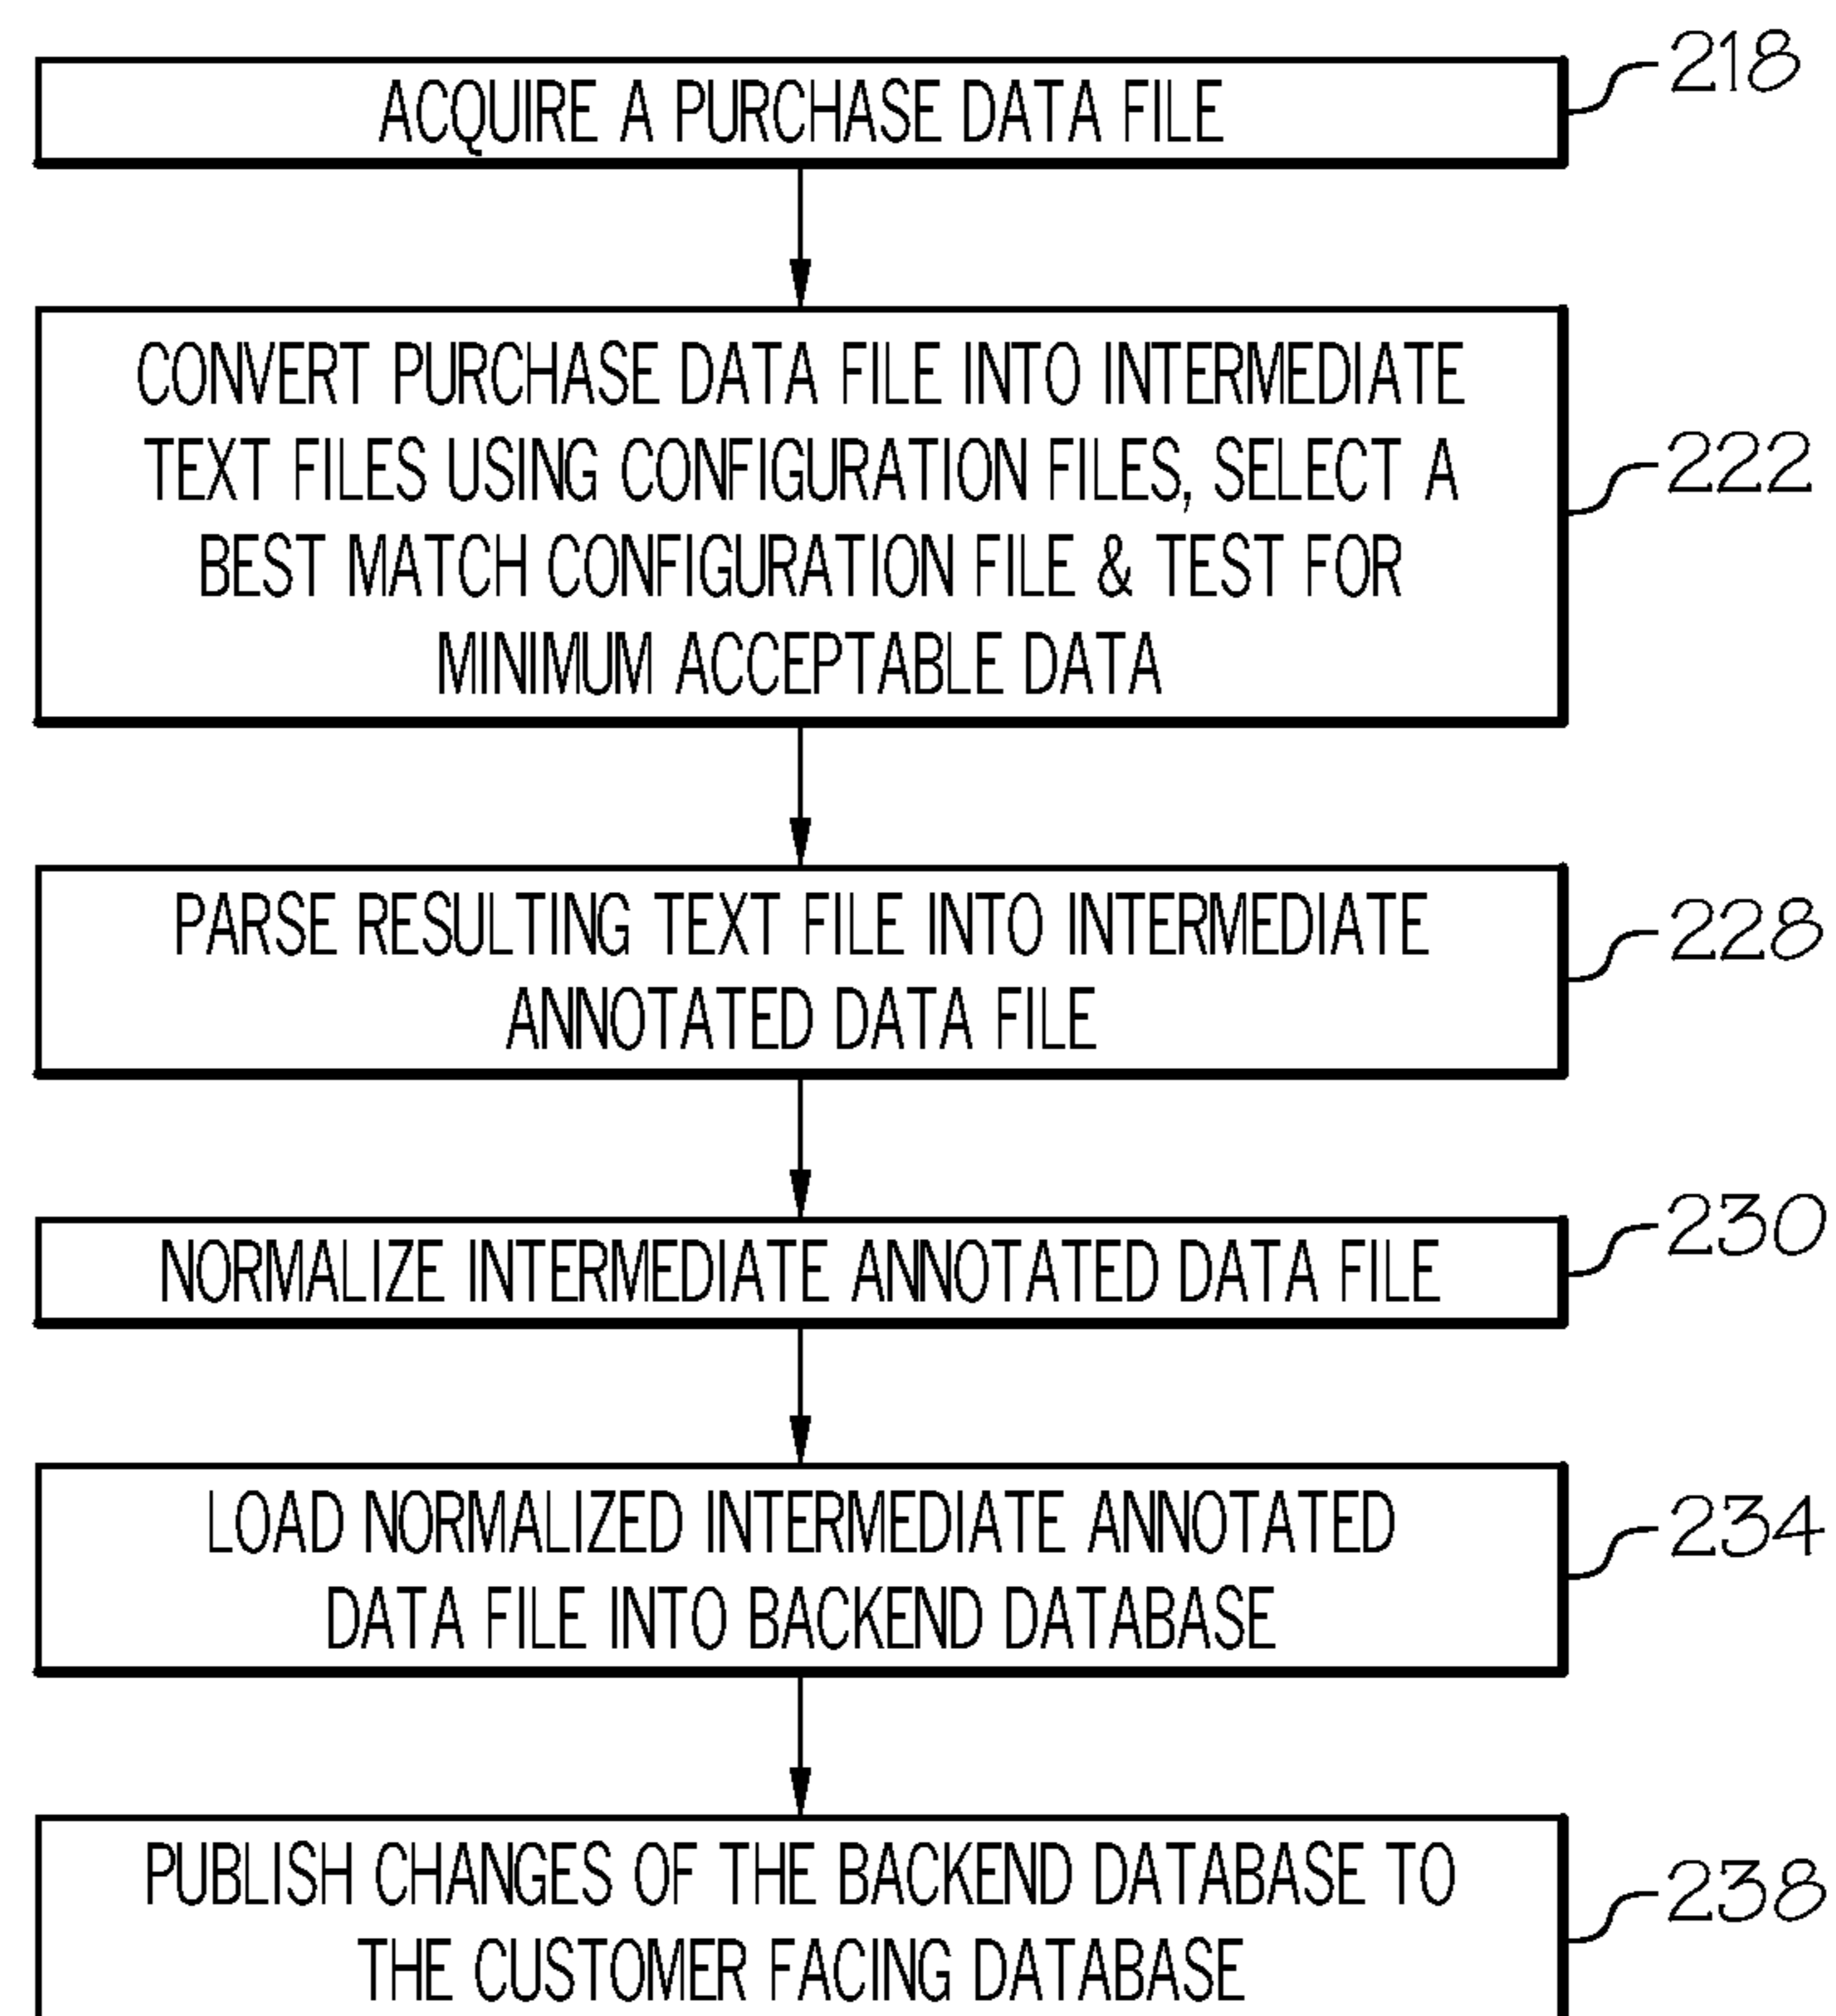 ACQUIRE A PURCHASE DATA FILE
218
CONVERT PURCHASE DATA FILE INTO INTERMEDIATE
TEXT FILES USING CONFIGURATION FILES, SELECT A
BEST MATCH CONFIGURATION FILE & TEST FOR
MINIMUM ACCEPTABLE DATA
222
PARSE RESULTING TEXT FILE INTO INTERMEDIATE
ANNOTATED DATA FILE
228
NORMALIZE INTERMEDIATE ANNOTATED DATA FILE
230
LOAD NORMALIZED INTERMEDIATE ANNOTATED
DATA FILE INTO BACKEND DATABASE
234
PUBLISH CHANGES OF THE BACKEND DATABASE TO
THE CUSTOMER FACING DATABASE
238